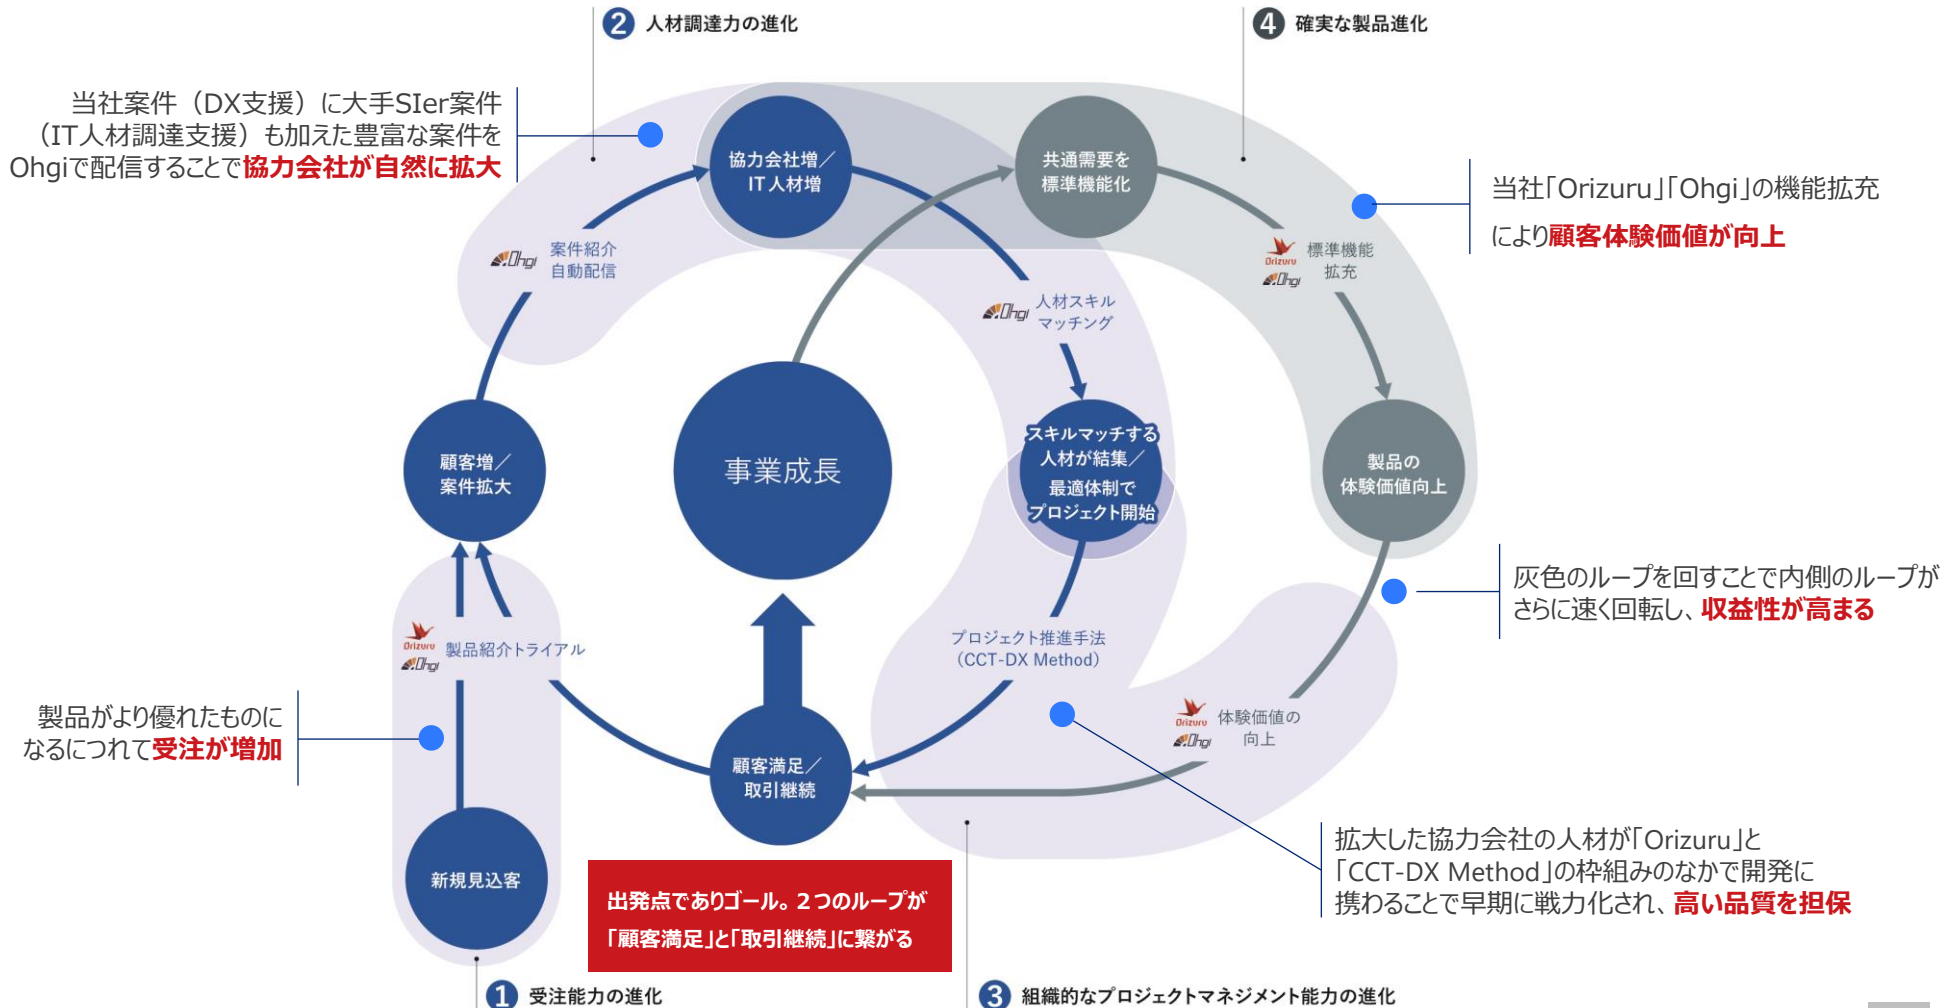 2 人材調達力の進化
4 確実な製品進化
当社案件（DX支援）に大手SIer案件
（IT人材調達支援）も加えた豊富な案件を
Ohgiで配信することで協力会社が自然に拡大
協力会社増／
IT人材増
共通需要を
標準機能化
当社「Orizuru」「Ohgi」の機能拡充
により顧客体験価値が向上
Ohgi
案件紹介
自動配信
Orizuru
Ohgi
標準機能
拡充
Ohgi
人材スキル
マッチング
顧客増／
案件拡大
事業成長
スキルマッチする
人材が結集／
最適体制で
プロジェクト開始
製品の
体験価値向上
灰色のループを回すことで内側のループが
さらに速く回転し、収益性が高まる
Orizuru
Ohgi
製品紹介トライアル
プロジェクト推進手法
（CCT-DX Method）
製品がより優れたものに
なるにつれて受注が増加
Orizuru
Ohgi
体験価値の
向上
顧客満足／
取引継続
拡大した協力会社の人材が「Orizuru」と
「CCT-DX Method」の枠組みのなかで開発に
携わることで早期に戦力化され、高い品質を担保
新規見込客
出発点でありゴール。２つのループが
「顧客満足」と「取引継続」に繋がる
1 受注能力の進化
3 組織的なプロジェクトマネジメント能力の進化